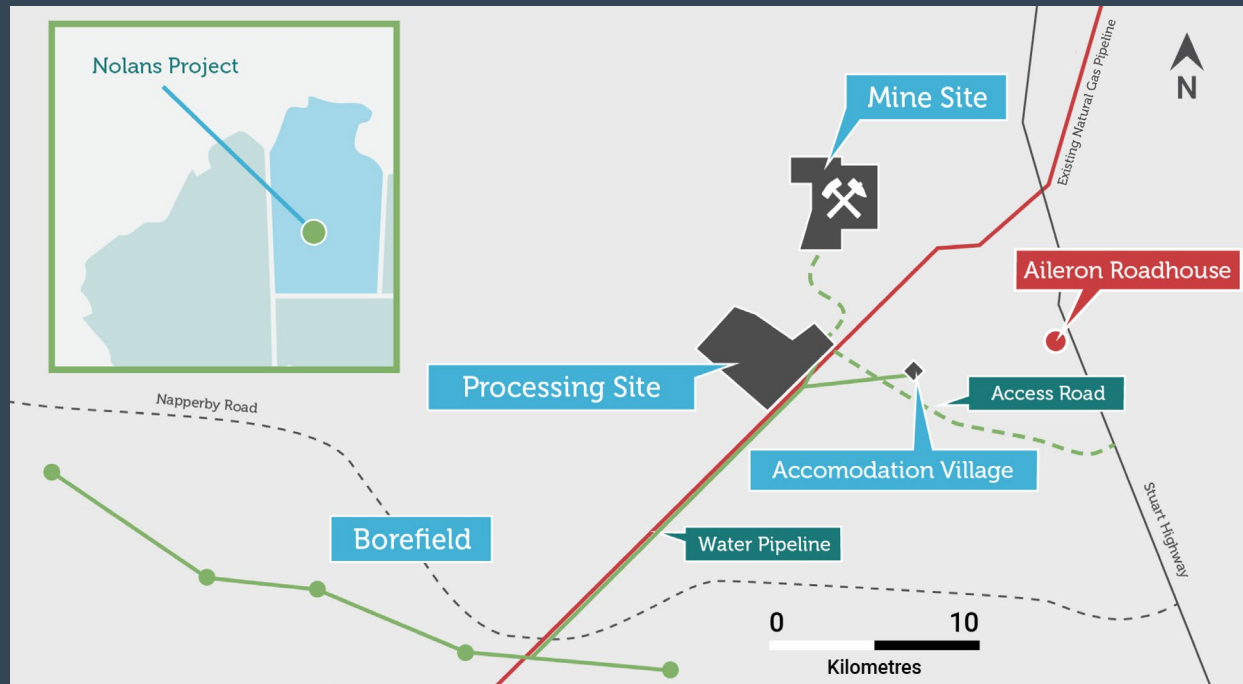 Nolans Project
Mine Site
N
Existing Natural Gas Pipeline
Aileron Roadhouse
Processing Site
Access Road
Napperby Road
Accomodation Village
Borefield
Water Pipeline
Stuart Highway
0 10
Kilometres